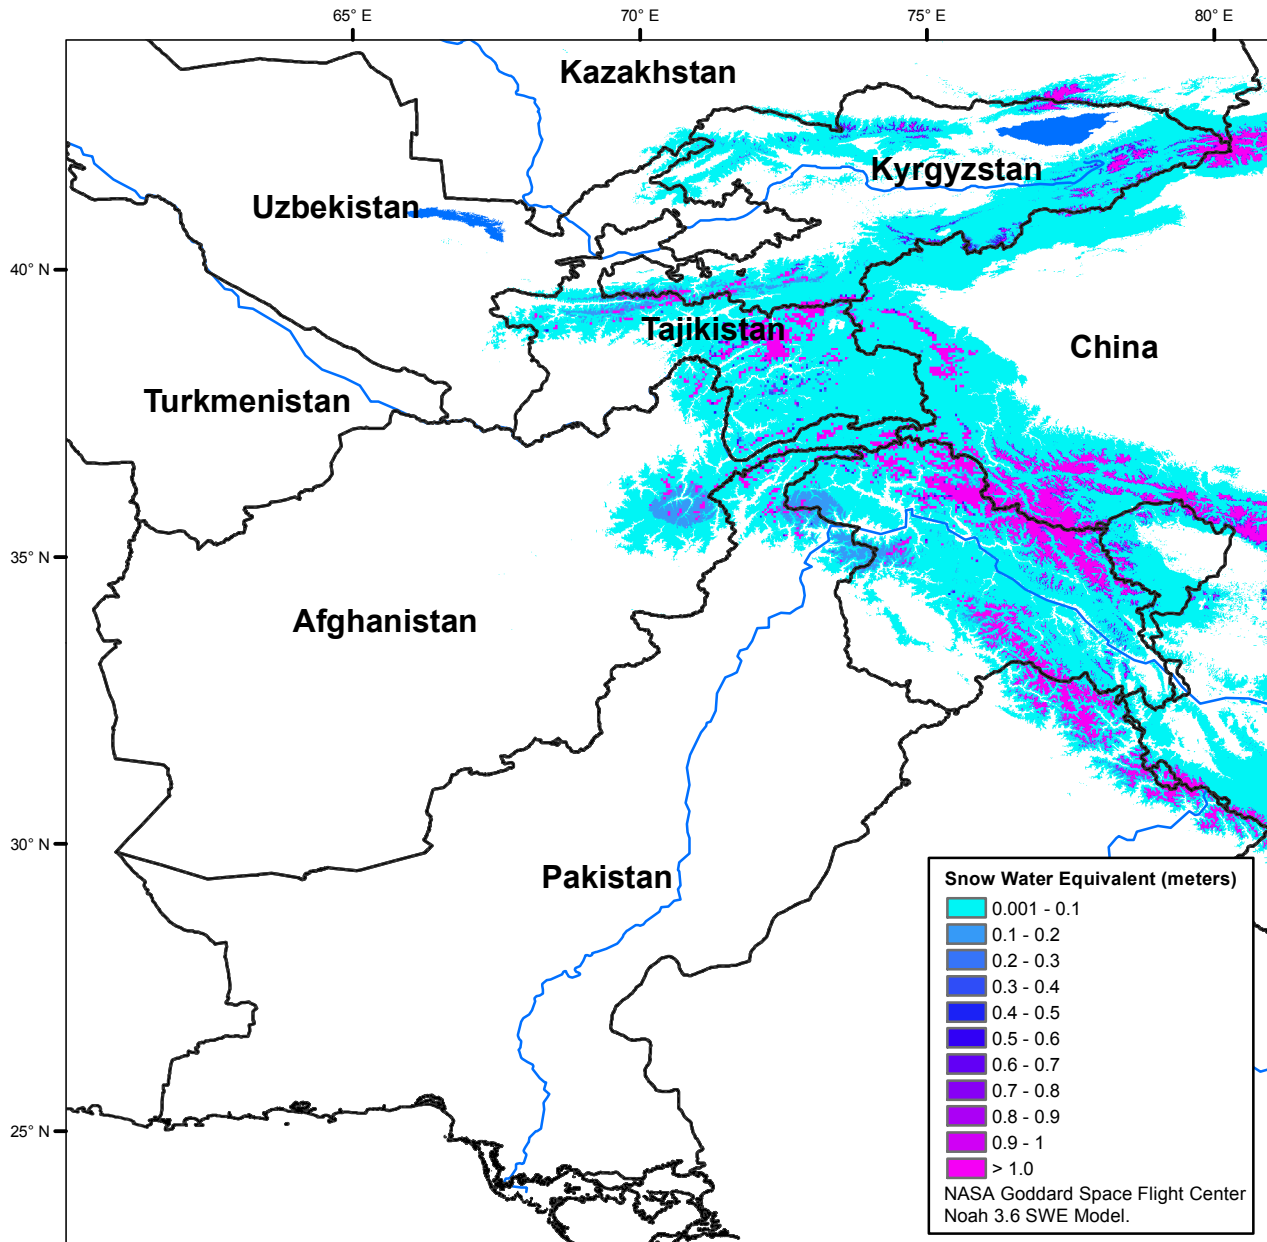 65° E 70° E 75° E 80° E
Kazakhstan
Kyrgyzstan
Uzbekistan
40° N
Tajikistan
China
Turkmenistan
35° N
Afghanistan
30° N
Pakistan
25° N
Snow Water Equivalent (meters)
0.001 - 0.1
0.1 - 0.2
0.2 - 0.3
0.3 - 0.4
0.4 - 0.5
0.5 - 0.6
0.6 - 0.7
0.7 - 0.8
0.8 - 0.9
0.9 - 1
> 1.0
NASA Goddard Space Flight Center
Noah 3.6 SWE Model.